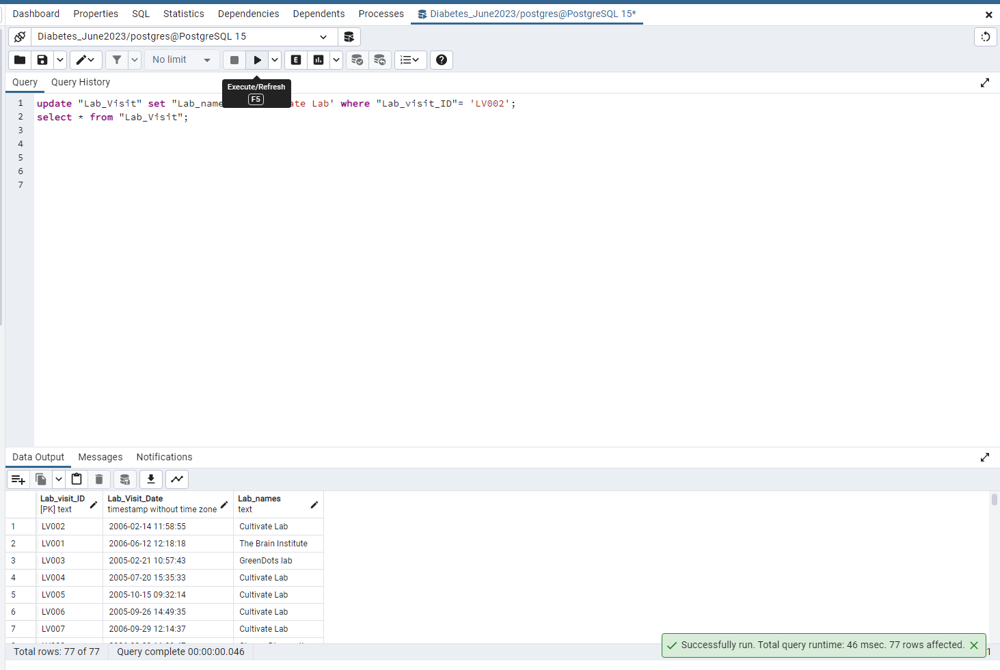 Dashboard Properties SQL Statistics Dependencies Dependents Processes Diabetes_June2023/postgres@PostgreSQL 15*
Diabetes_June2023/postgres@PostgreSQL 15
No limit
E
Query Query History
Execute/Refresh
F5
1 update "Lab_Visit" set "Lab_name ate Lab' where "Lab_visit_ID"= 'LV002';
2 select * from "Lab_Visit";
3
4
5
6
7
Data Output Messages Notifications
Lab_visit_ID Lab_Visit_Date Lab_names
[PK] text timestamp without time zone text
1 LV002 2006-02-14 11:58:55 Cultivate Lab
2 LV001 2006-06-12 12:18:18 The Brain Institute
3 LV003 2005-02-21 10:57:43 GreenDots lab
4 LV004 2005-07-20 15:35:33 Cultivate Lab
5 LV005 2005-10-15 09:32:14 Cultivate Lab
6 LV006 2005-09-26 14:49:35 Cultivate Lab
7 LV007 2006-09-29 12:14:37 Cultivate Lab
Successfully run. Total query runtime: 46 msec. 77 rows affected.
Total rows: 77 of 77 Query complete 00:00:00.046 1